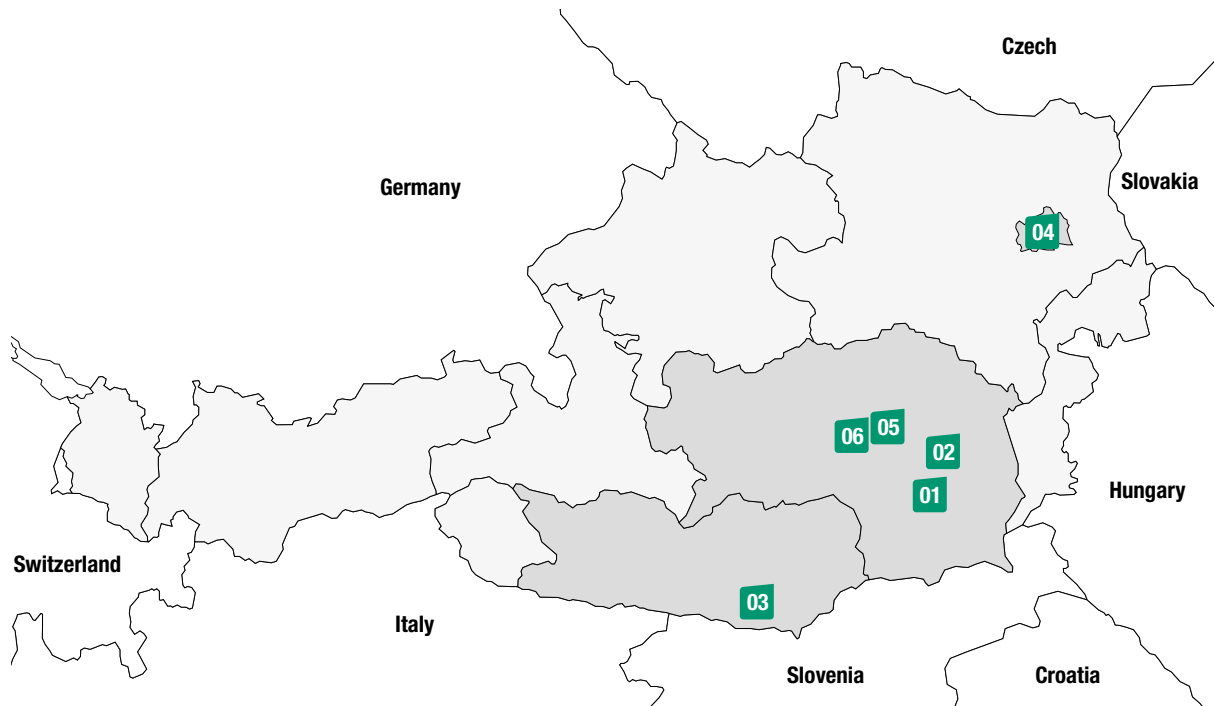 Czech
Germany
Slovakia
04
06
05
02
01
Hungary
Switzerland
03
Italy
Slovenia
Croatia